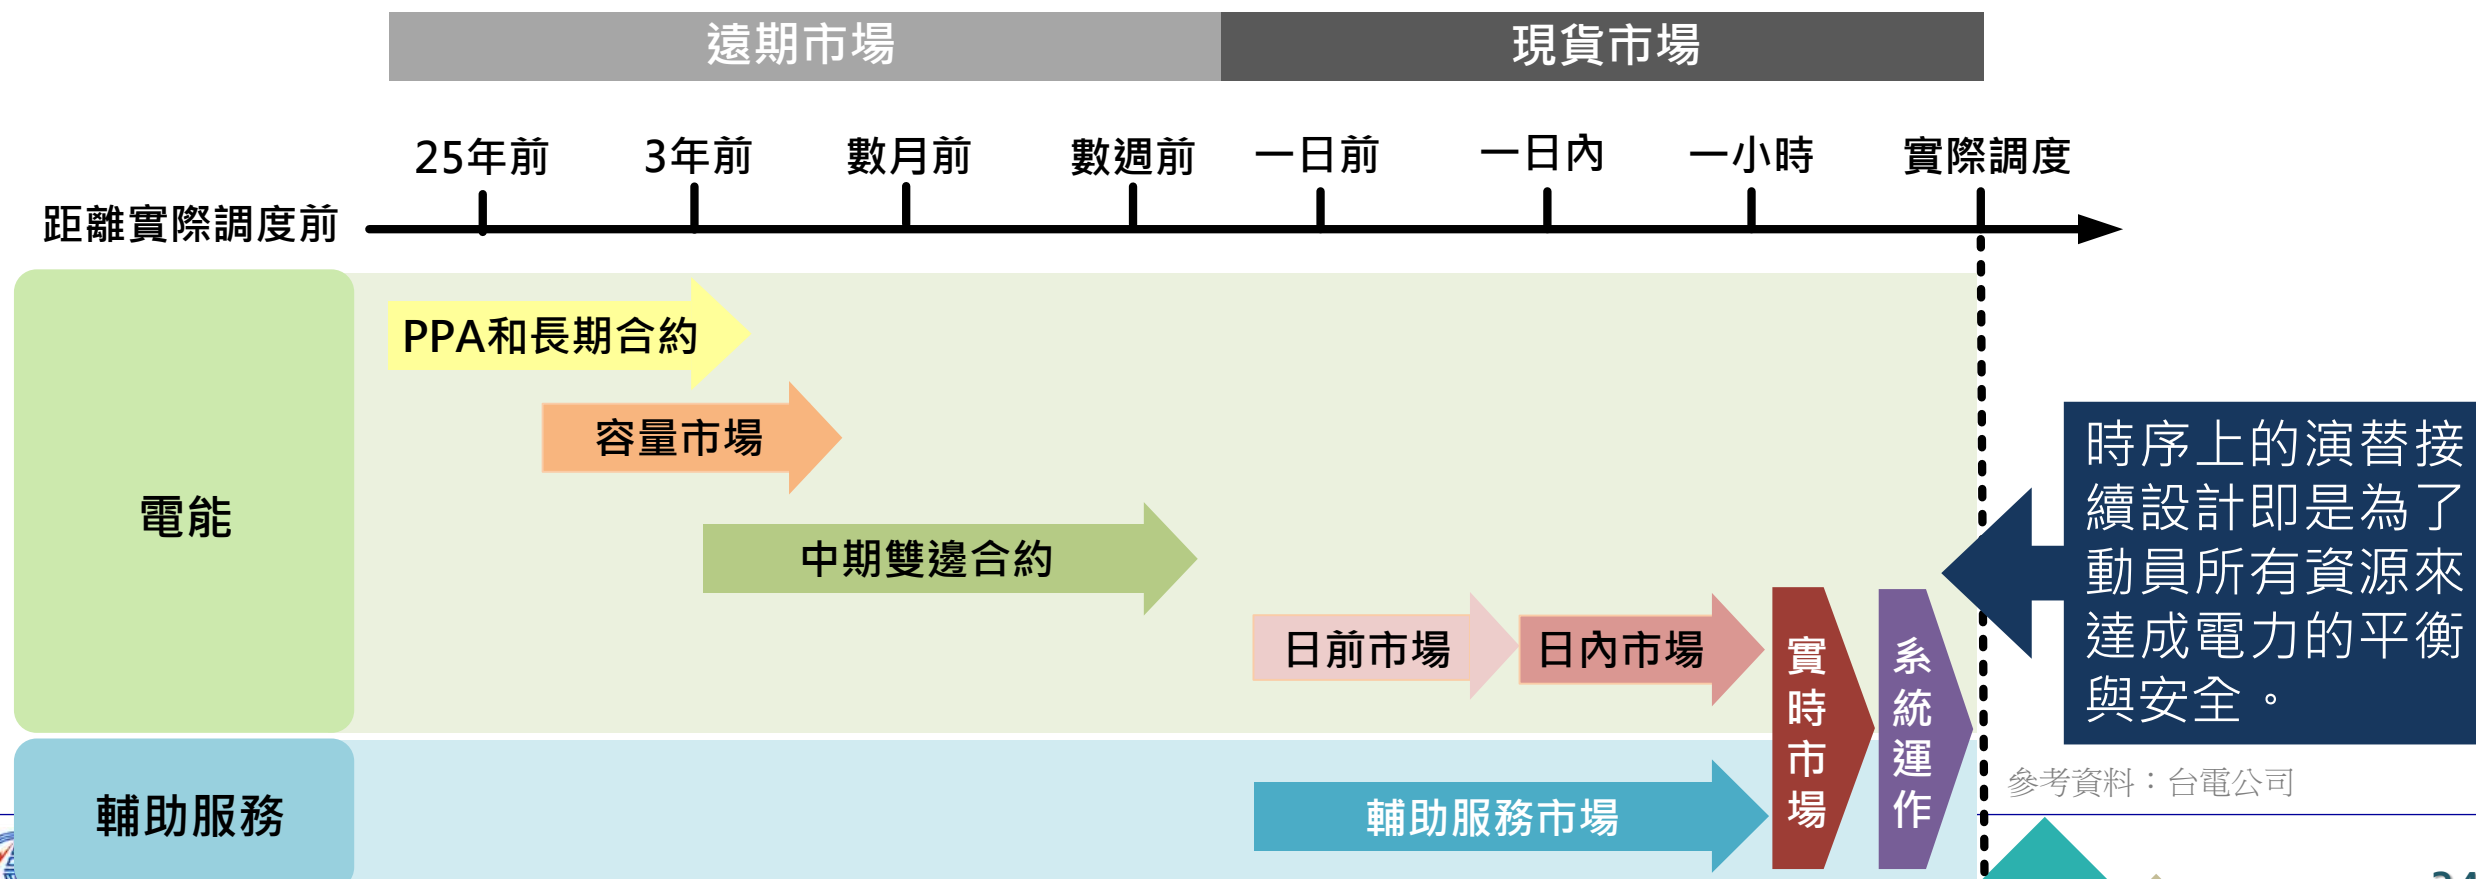 遠期市場
現貨市場
25年前
3年前
數月前
數週前
一日前
一日內
一小時
實際調度
距離實際調度前
電能
PPA和長期合約
容量市場
中期雙邊合約
日前市場
日內市場
實時市場
系統運作
時序上的演替接
續設計即是為了
動員所有資源來
達成電力的平衡
與安全。
參考資料：台電公司
輔助服務
輔助服務市場